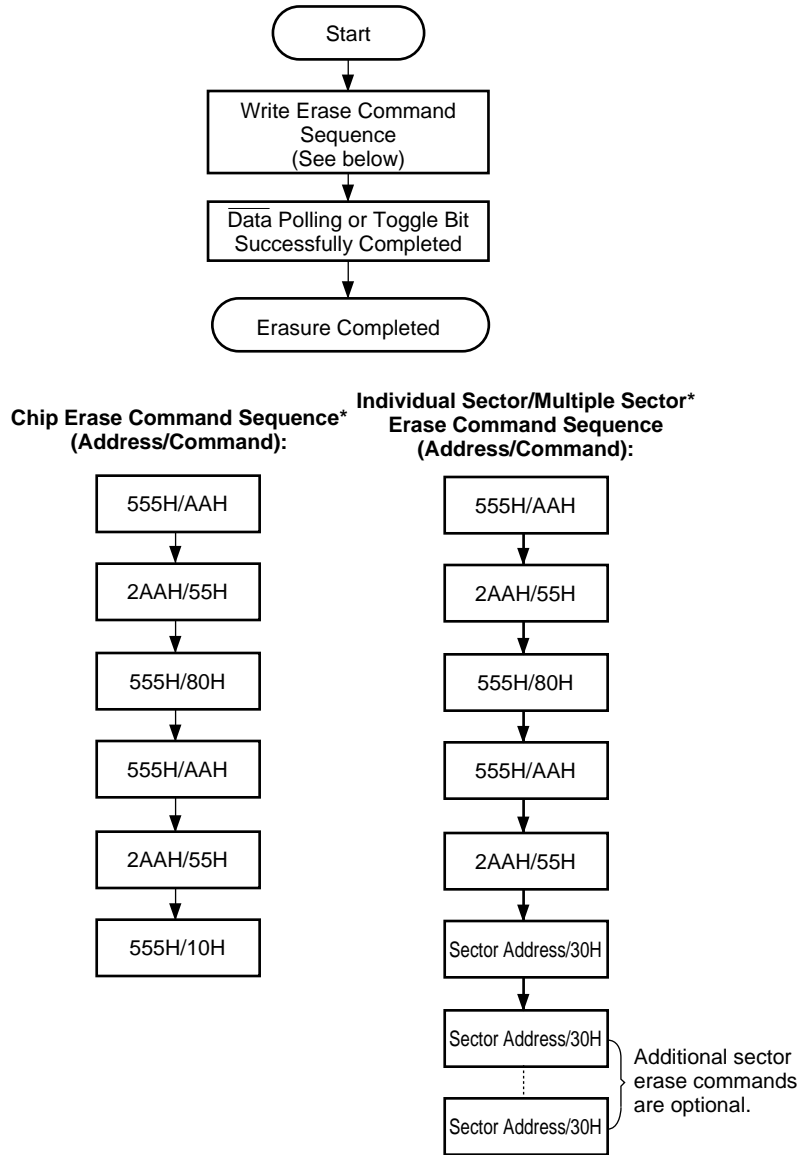 Start
Write Erase Command
Sequence
(See below)
Data Polling or Toggle Bit
Successfully Completed
Erasure Completed
Chip Erase Command Sequence*
(Address/Command):
555H/AAH
2AAH/55H
555H/80H
555H/AAH
2AAH/55H
555H/10H
Individual Sector/Multiple Sector*
Erase Command Sequence
(Address/Command):
555H/AAH
2AAH/55H
555H/80H
555H/AAH
2AAH/55H
Sector Address/30H
Sector Address/30H
Sector Address/30H
Additional sector
erase commands
are optional.